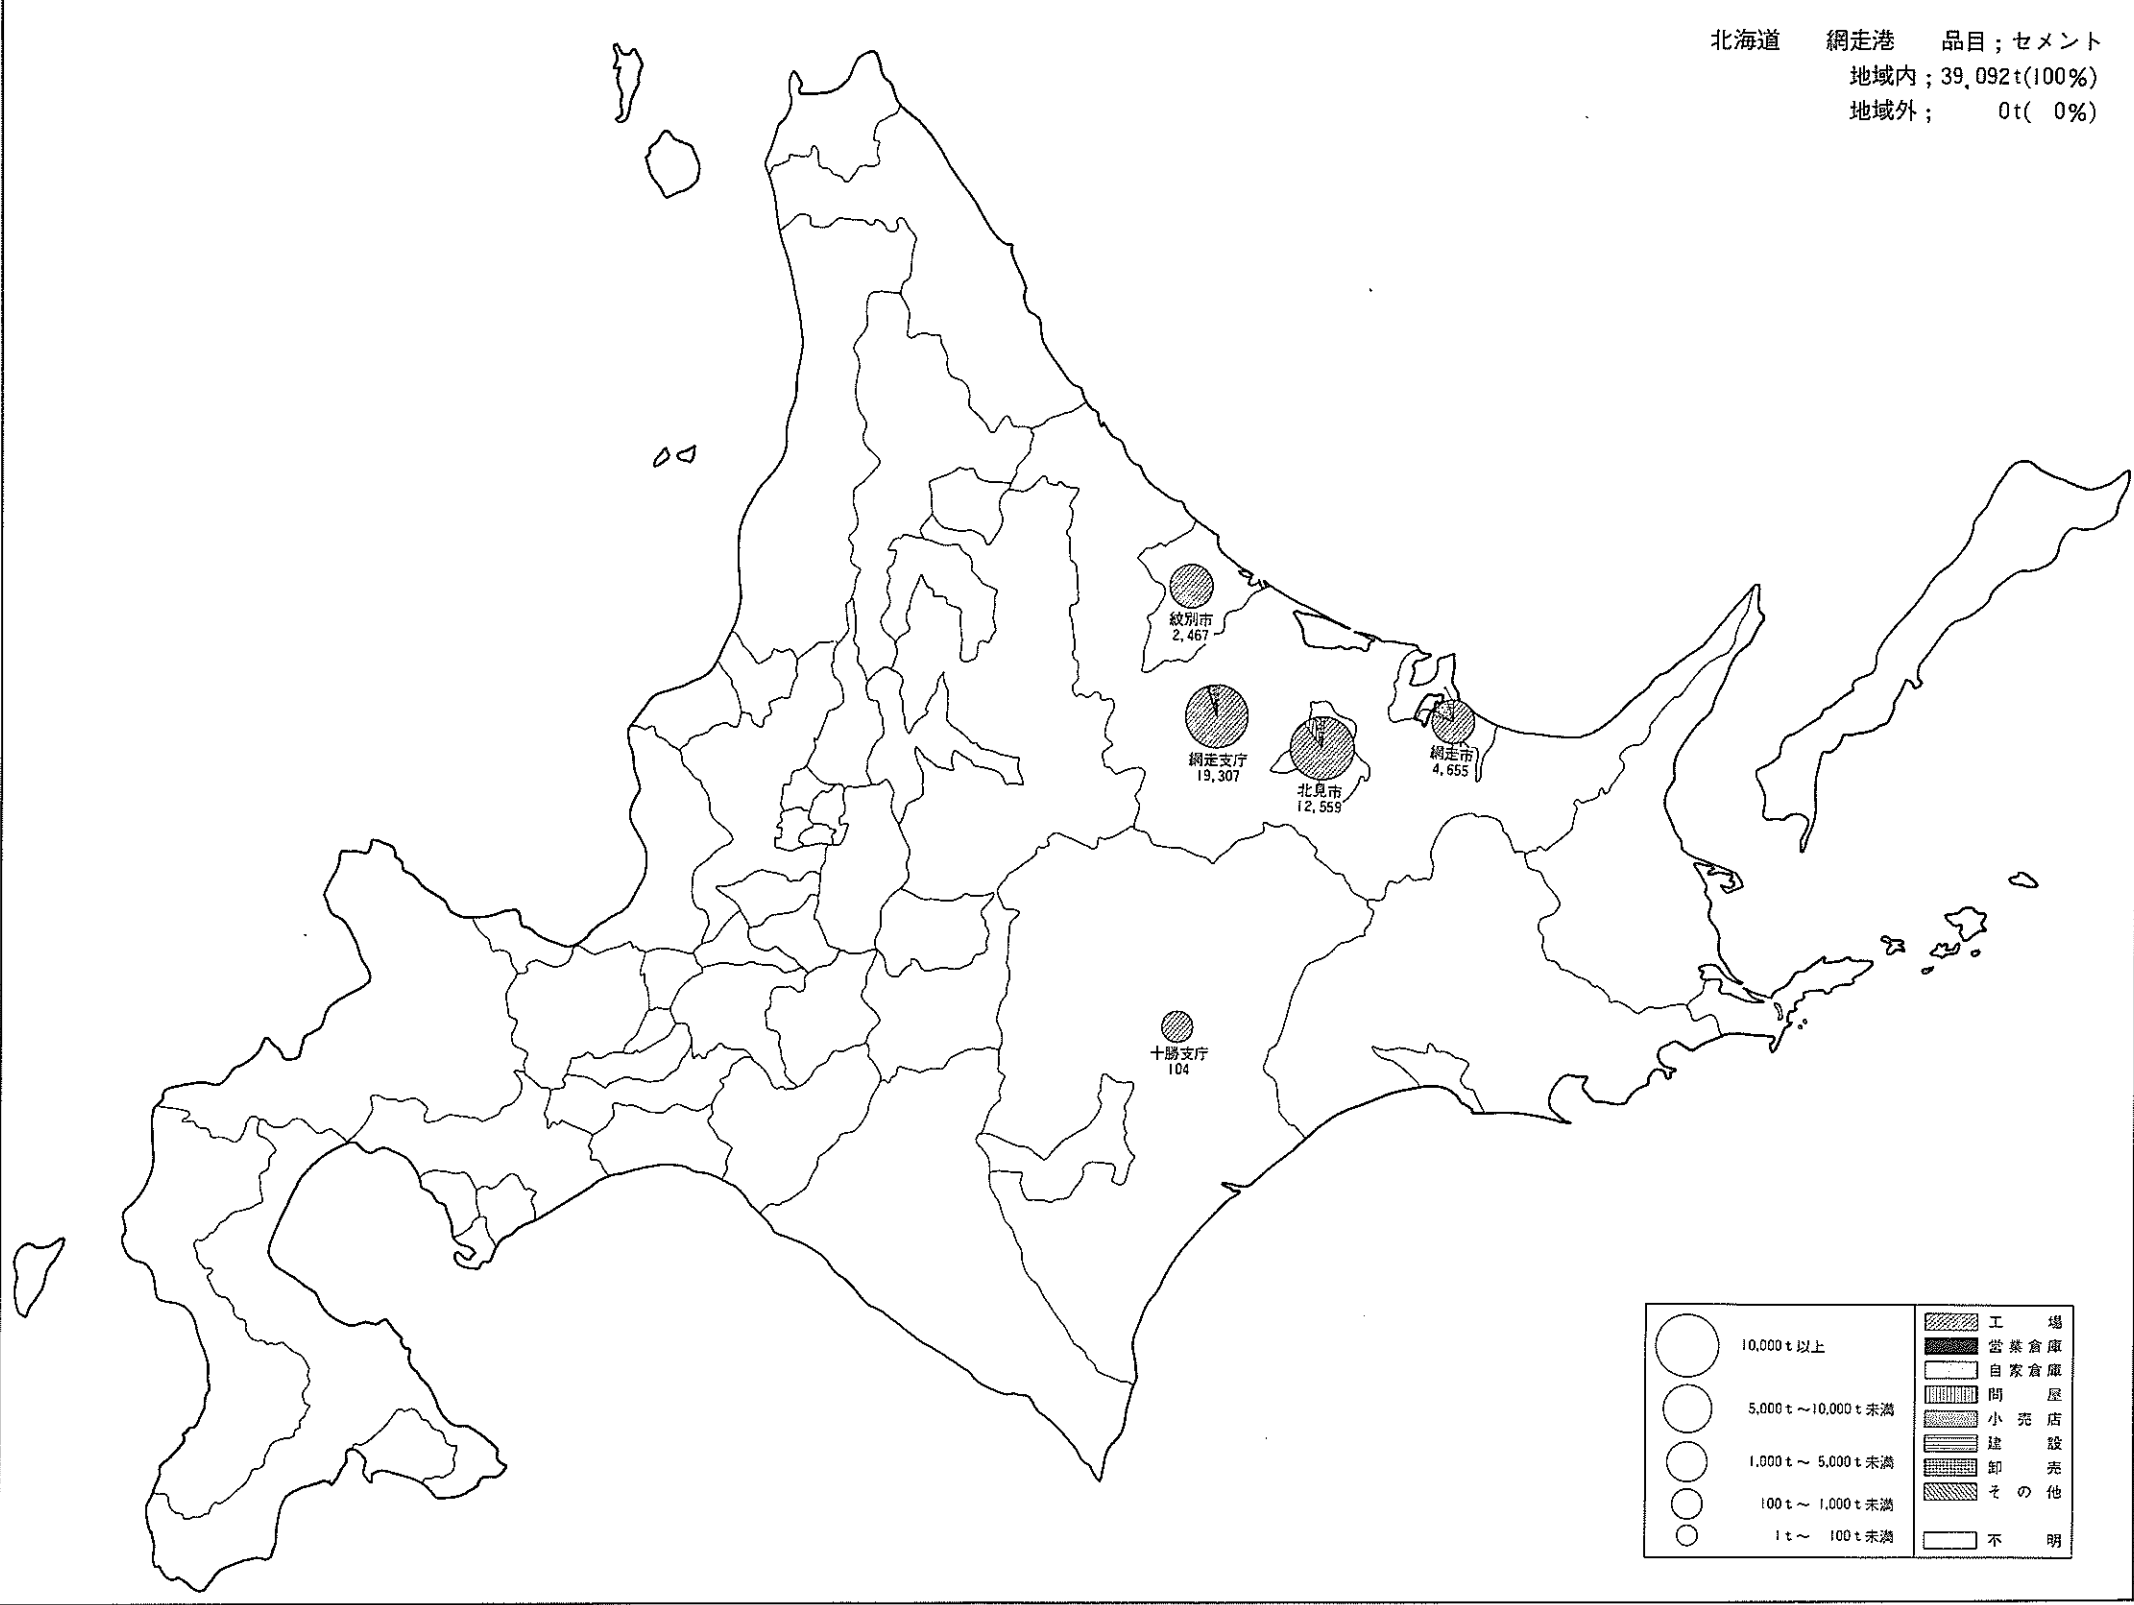 北海道 網走港 品目;セメント
地域内;39,092t(100%)
地域外; 0t( 0%)
紋別市
2,467
網走支庁
19,307
北見市
12,559
網走市
4,655
十勝支庁
104
10,000t以上
5,000t～10,000t未満
1,000t～ 5,000t未満
100t～ 1,000t未満
1t～ 100t未満
工場
営業倉庫
自家倉庫
問屋
小売店
建設
卸売
その他
不明